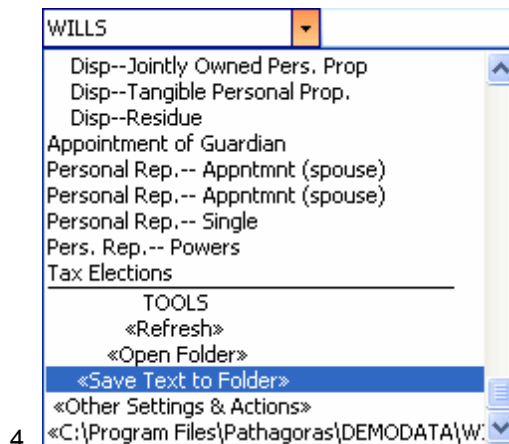 WILLS
Disp--Jointly Owned Pers. Prop
Disp--Tangible Personal Prop.
Disp--Residue
Appointment of Guardian
Personal Rep.-- Appntmnt (spouse)
Personal Rep.-- Appntmnt (spouse)
Personal Rep.-- Single
Pers. Rep.-- Powers
Tax Elections
TOOLS
«Refresh»
«Open Folder»
«Save Text to Folder»
«Other Settings & Actions»
4 «C:\Program Files\Pathagoras\DEMODATA\W